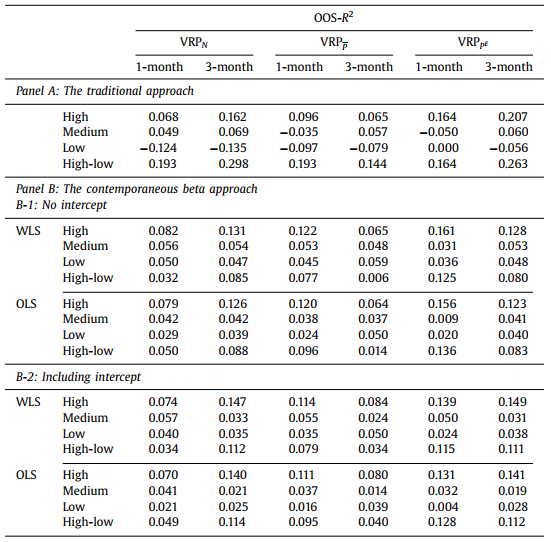 OOS-R²
VRP_N VRP_p̅ VRP_pᵍ
1-month 3-month 1-month 3-month 1-month 3-month
Panel A: The traditional approach
High 0.068 0.162 0.096 0.065 0.164 0.207
Medium 0.049 0.069 −0.035 0.057 −0.050 0.060
Low −0.124 −0.135 −0.097 −0.079 0.000 −0.056
High-low 0.193 0.298 0.193 0.144 0.164 0.263
Panel B: The contemporaneous beta approach
B-1: No intercept
WLS High 0.082 0.131 0.122 0.065 0.161 0.128
Medium 0.056 0.054 0.053 0.048 0.031 0.053
Low 0.050 0.047 0.045 0.059 0.036 0.048
High-low 0.032 0.085 0.077 0.006 0.125 0.080
OLS High 0.079 0.126 0.120 0.064 0.156 0.123
Medium 0.042 0.042 0.038 0.037 0.009 0.041
Low 0.029 0.039 0.024 0.050 0.020 0.040
High-low 0.050 0.088 0.096 0.014 0.136 0.083
B-2: Including intercept
WLS High 0.074 0.147 0.114 0.084 0.139 0.149
Medium 0.057 0.033 0.055 0.024 0.050 0.031
Low 0.040 0.035 0.035 0.050 0.024 0.038
High-low 0.034 0.112 0.079 0.034 0.115 0.111
OLS High 0.070 0.140 0.111 0.080 0.131 0.141
Medium 0.041 0.021 0.037 0.014 0.032 0.019
Low 0.021 0.025 0.016 0.039 0.004 0.028
High-low 0.049 0.114 0.095 0.040 0.128 0.112